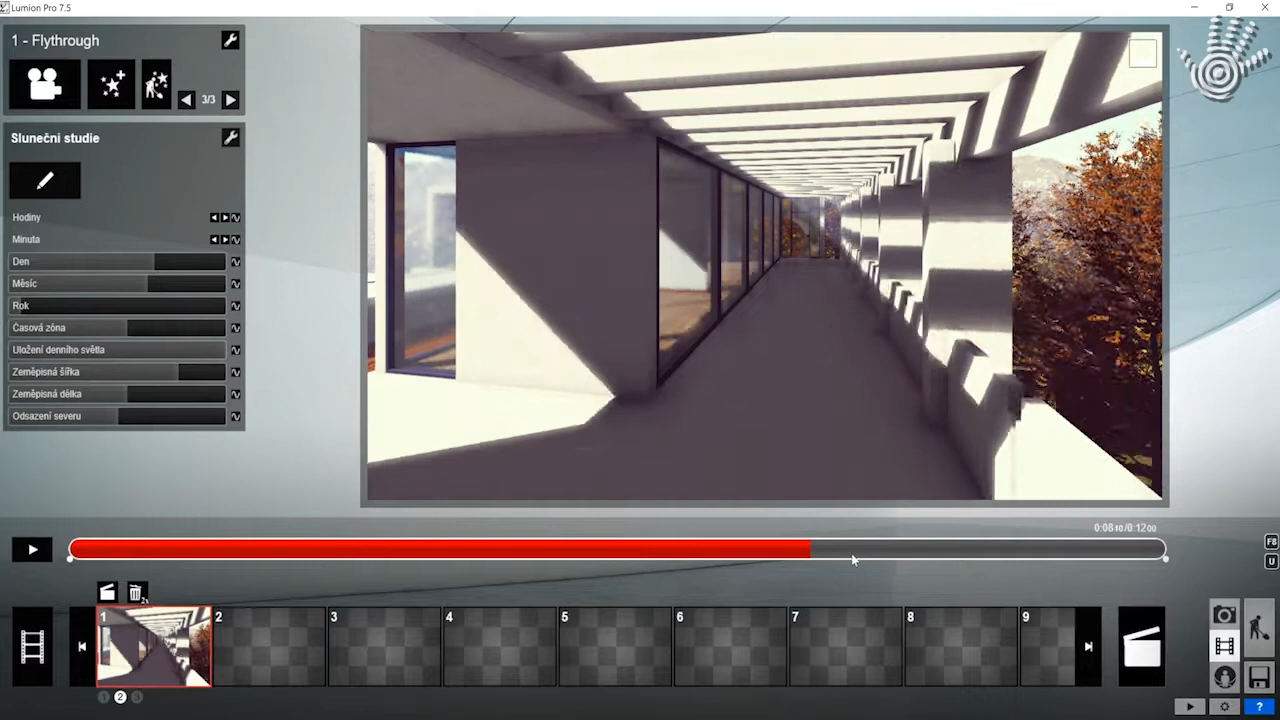 Lumion Pro 7.5
1 - Flythrough
3/3
Sluneční studie
Hodiny
Minuta
Den
Měsíc
Rok
Časová zóna
Uložení denního světla
Zeměpisná šířka
Zeměpisná délka
Odsazení severu
0:08 10/0:12 00
F8
U
2x
1
2
3
4
5
6
7
8
9
1
2
3
?